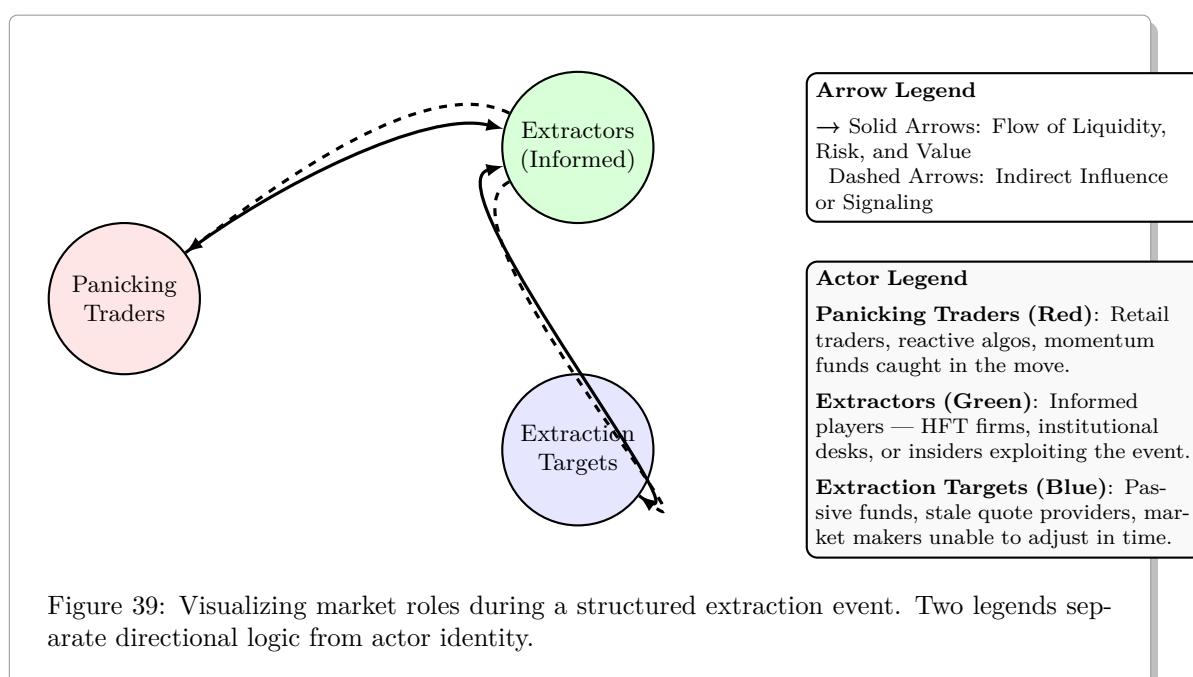 Extractors
(Informed)
Panicking
Traders
Extraction
Targets
Arrow Legend
→ Solid Arrows: Flow of Liquidity,
Risk, and Value
Dashed Arrows: Indirect Influence
or Signaling
Actor Legend
Panicking Traders (Red): Retail
traders, reactive algos, momentum
funds caught in the move.
Extractors (Green): Informed
players — HFT firms, institutional
desks, or insiders exploiting the event.
Extraction Targets (Blue): Pas-
sive funds, stale quote providers, mar-
ket makers unable to adjust in time.
Figure 39: Visualizing market roles during a structured extraction event. Two legends sep-
arate directional logic from actor identity.